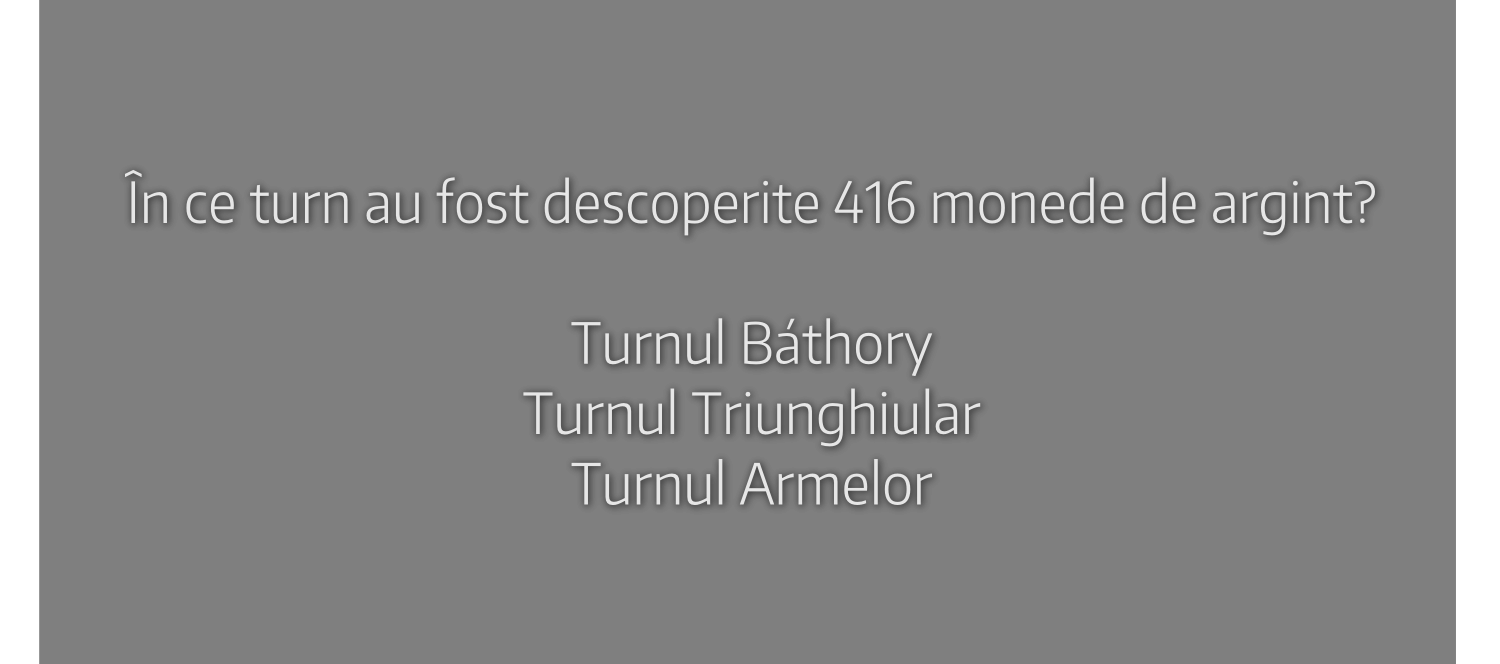 În ce turn au fost descoperite 416 monede de argint?
Turnul Báthory
Turnul Triunghiular
Turnul Armelor